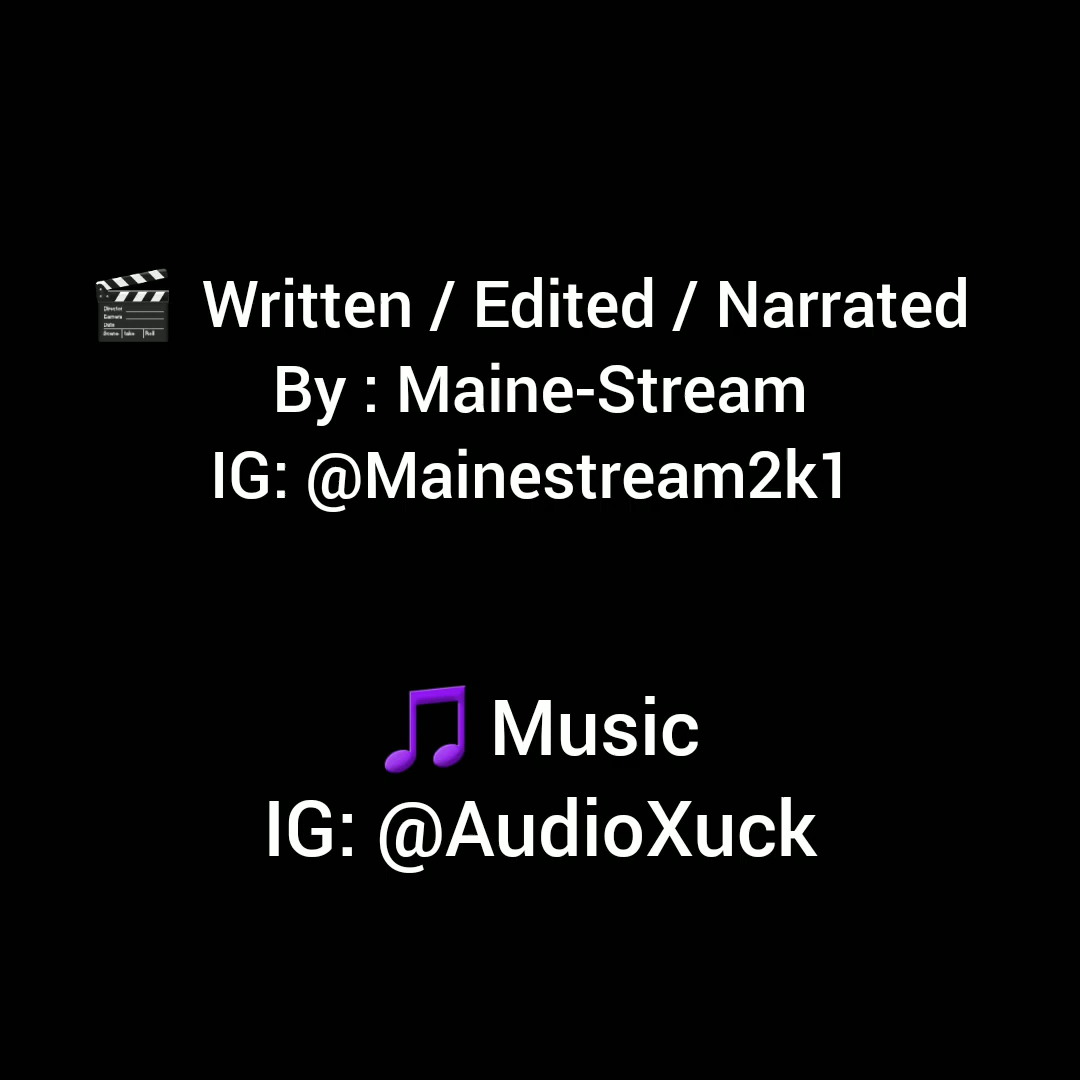 🎬 Written / Edited / Narrated
By : Maine-Stream
IG: @Mainestream2k1
🎵 Music
IG: @AudioXuck